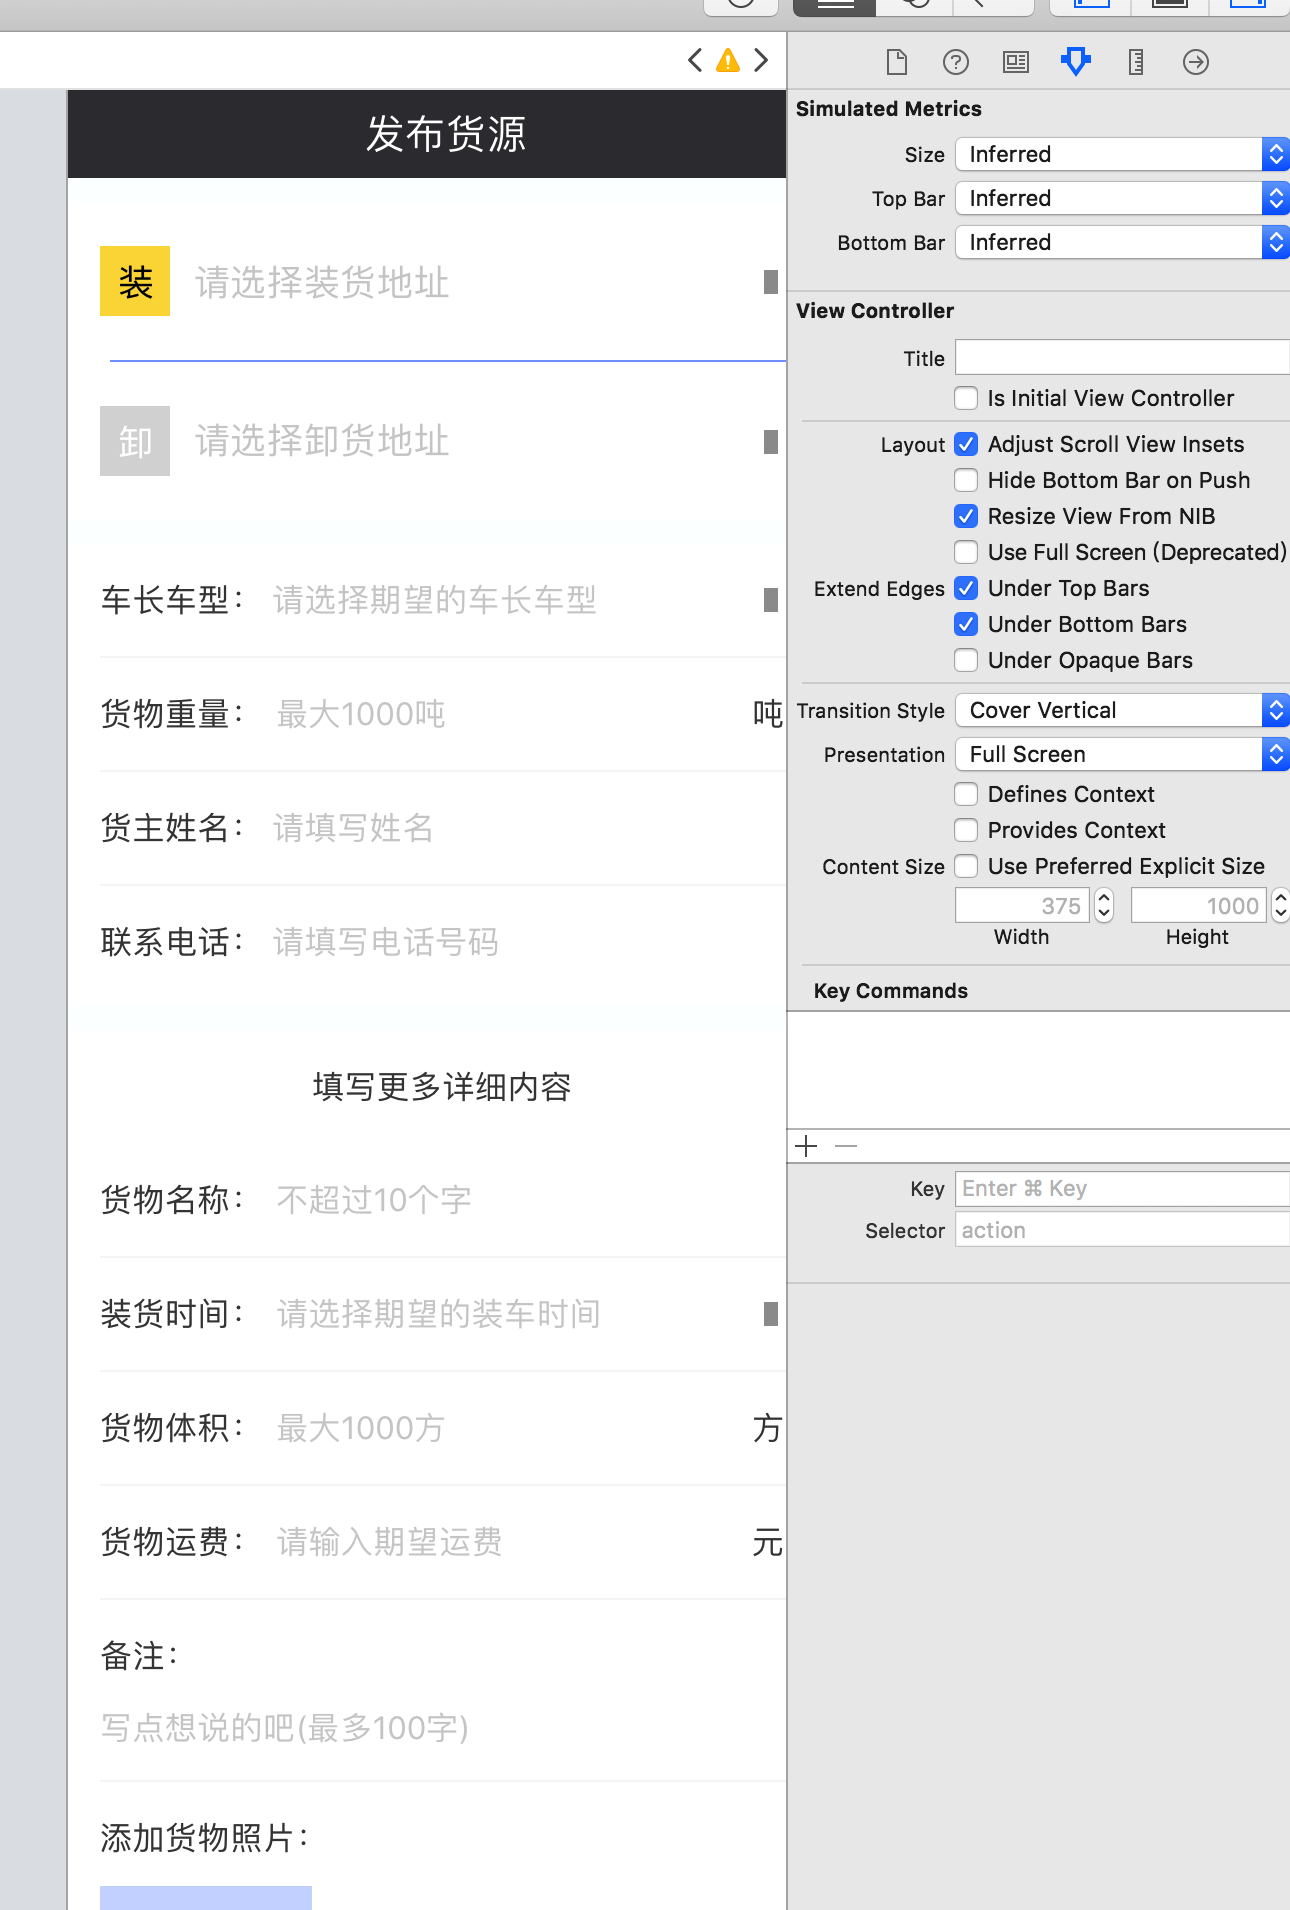 发布货源
装 请选择装货地址
卸 请选择卸货地址
车长车型： 请选择期望的车长车型
货物重量： 最大1000吨 吨
货主姓名： 请填写姓名
联系电话： 请填写电话号码
填写更多详细内容
货物名称： 不超过10个字
装货时间： 请选择期望的装车时间
货物体积： 最大1000方 方
货物运费： 请输入期望运费 元
备注：
写点想说的吧(最多100字)
添加货物照片：
Simulated Metrics
Size Inferred
Top Bar Inferred
Bottom Bar Inferred
View Controller
Title
Is Initial View Controller
Layout Adjust Scroll View Insets
Hide Bottom Bar on Push
Resize View From NIB
Use Full Screen (Deprecated)
Extend Edges Under Top Bars
Under Bottom Bars
Under Opaque Bars
Transition Style Cover Vertical
Presentation Full Screen
Defines Context
Provides Context
Content Size Use Preferred Explicit Size
375 1000
Width Height
Key Commands
Key Enter ⌘ Key
Selector action